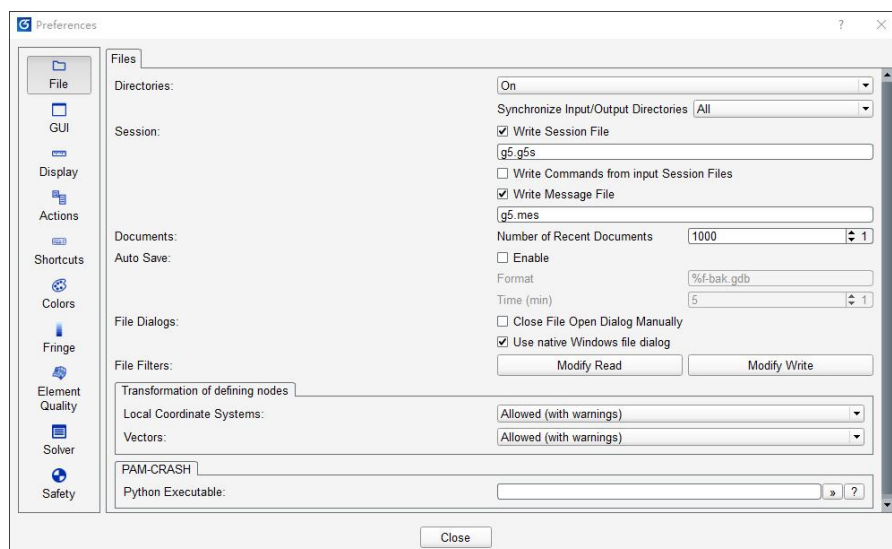 Preferences
?
File
GUI
Display
Actions
Shortcuts
Colors
Fringe
Element
Quality
Solver
Safety
Files
Directories:
On
Synchronize Input/Output Directories All
Session:
Write Session File
g5.g5s
Write Commands from input Session Files
Write Message File
g5.mes
Documents:
Number of Recent Documents 1000 1
Auto Save:
Enable
Format %f-bak.gdb
Time (min) 5 1
File Dialogs:
Close File Open Dialog Manually
Use native Windows file dialog
File Filters:
Modify Read Modify Write
Transformation of defining nodes
Local Coordinate Systems: Allowed (with warnings)
Vectors: Allowed (with warnings)
PAM-CRASH
Python Executable: » ?
Close